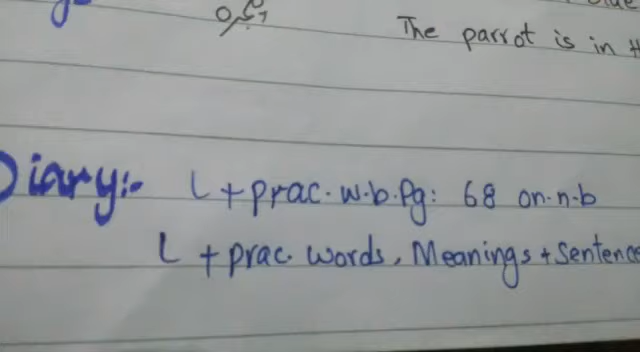 The parrot is in
Diary:-
L + prac. w.b. Pg: 68 on n.b
L + prac. words, Meanings + Sentence